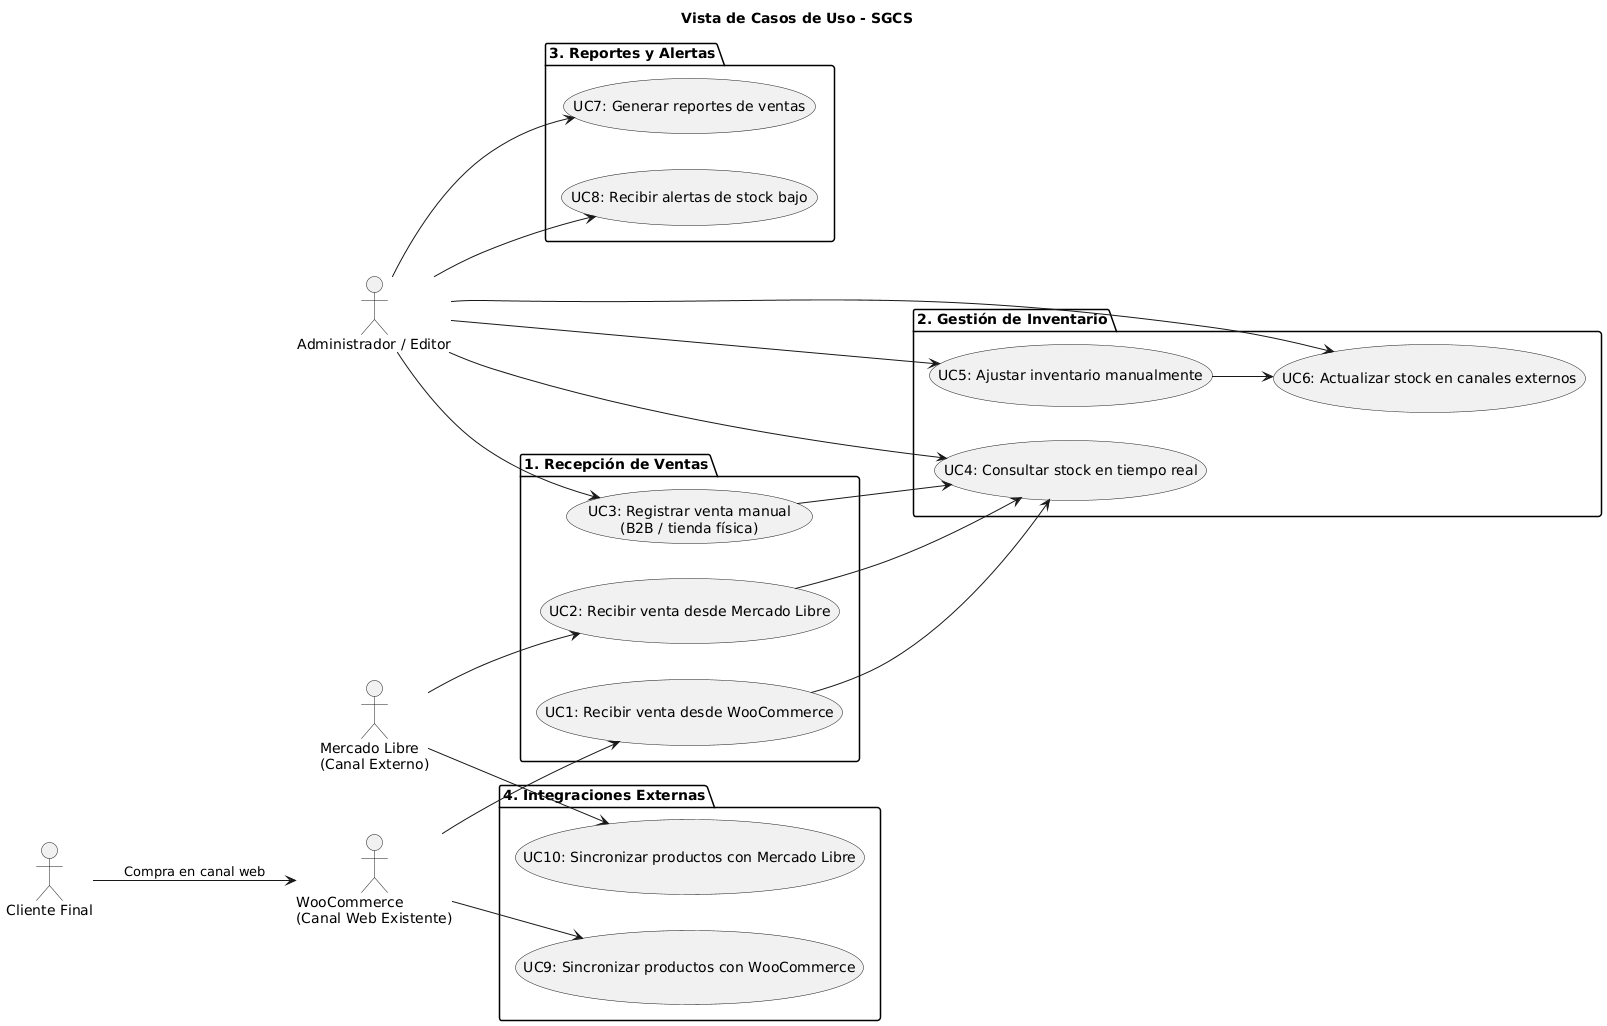 Vista de Casos de Uso - SGCS
3. Reportes y Alertas
UC7: Generar reportes de ventas
UC8: Recibir alertas de stock bajo
Administrador / Editor
2. Gestión de Inventario
UC5: Ajustar inventario manualmente
UC6: Actualizar stock en canales externos
UC4: Consultar stock en tiempo real
1. Recepción de Ventas
UC3: Registrar venta manual
(B2B / tienda física)
UC2: Recibir venta desde Mercado Libre
UC1: Recibir venta desde WooCommerce
Mercado Libre
(Canal Externo)
4. Integraciones Externas
UC10: Sincronizar productos con Mercado Libre
UC9: Sincronizar productos con WooCommerce
Compra en canal web
Cliente Final
WooCommerce
(Canal Web Existente)